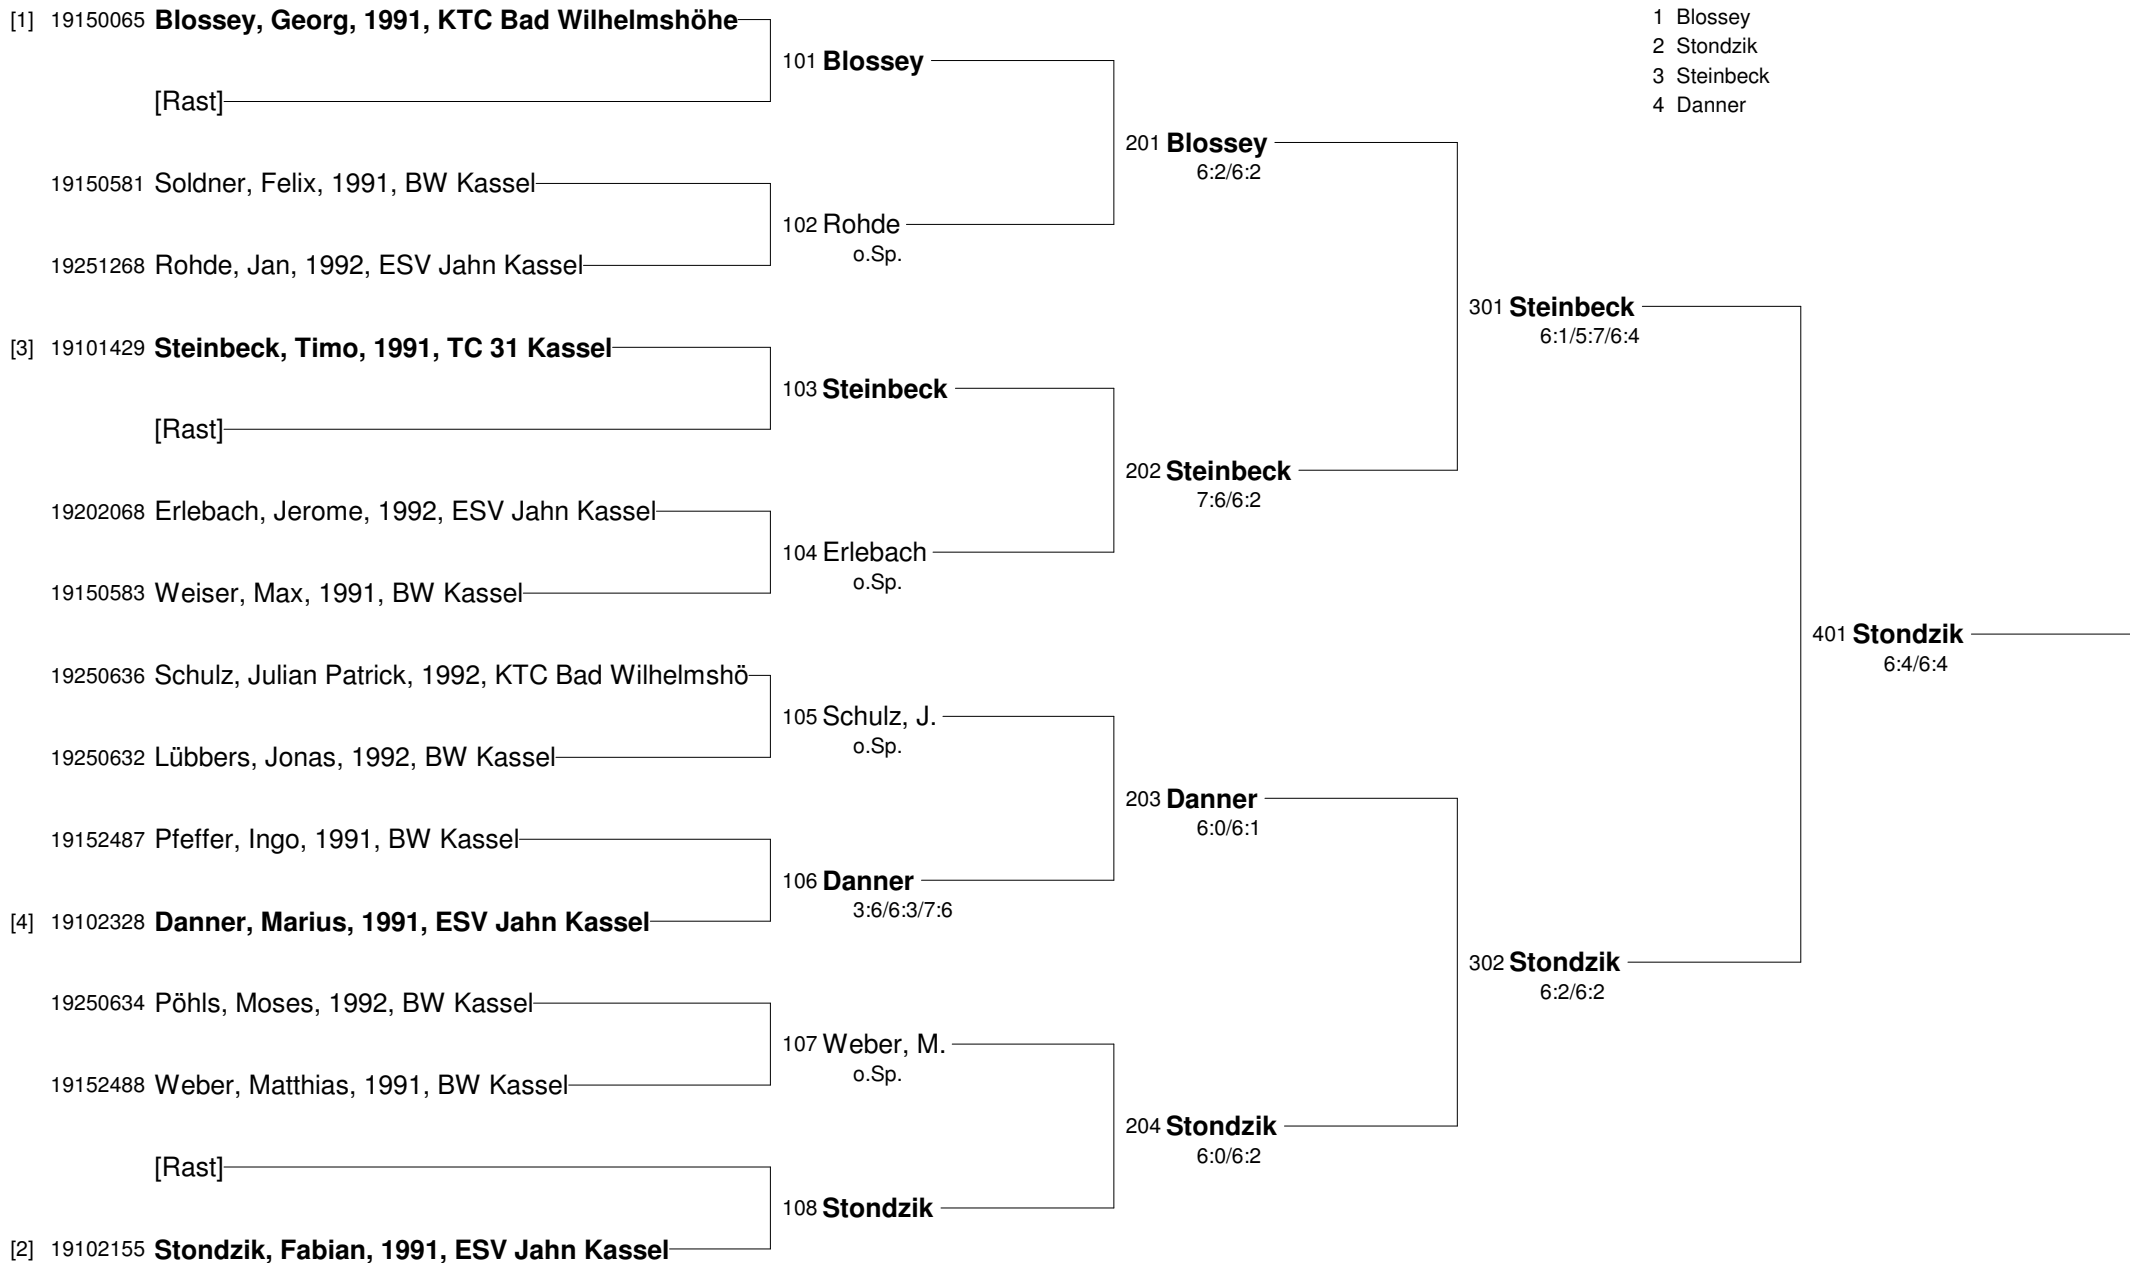 [1] 19150065 Blossey, Georg, 1991, KTC Bad Wilhelmshöhe
[Rast]
19150581 Soldner, Felix, 1991, BW Kassel
19251268 Rohde, Jan, 1992, ESV Jahn Kassel
[3] 19101429 Steinbeck, Timo, 1991, TC 31 Kassel
[Rast]
19202068 Erlebach, Jerome, 1992, ESV Jahn Kassel
19150583 Weiser, Max, 1991, BW Kassel
19250636 Schulz, Julian Patrick, 1992, KTC Bad Wilhelmshö
19250632 Lübbers, Jonas, 1992, BW Kassel
19152487 Pfeffer, Ingo, 1991, BW Kassel
[4] 19102328 Danner, Marius, 1991, ESV Jahn Kassel
19250634 Pöhls, Moses, 1992, BW Kassel
19152488 Weber, Matthias, 1991, BW Kassel
[Rast]
[2] 19102155 Stondzik, Fabian, 1991, ESV Jahn Kassel
101 Blossey
102 Rohde
o.Sp.
103 Steinbeck
104 Erlebach
o.Sp.
105 Schulz, J.
o.Sp.
106 Danner
3:6/6:3/7:6
107 Weber, M.
o.Sp.
108 Stondzik
201 Blossey
6:2/6:2
202 Steinbeck
7:6/6:2
203 Danner
6:0/6:1
204 Stondzik
6:0/6:2
301 Steinbeck
6:1/5:7/6:4
302 Stondzik
6:2/6:2
401 Stondzik
6:4/6:4
1 Blossey
2 Stondzik
3 Steinbeck
4 Danner